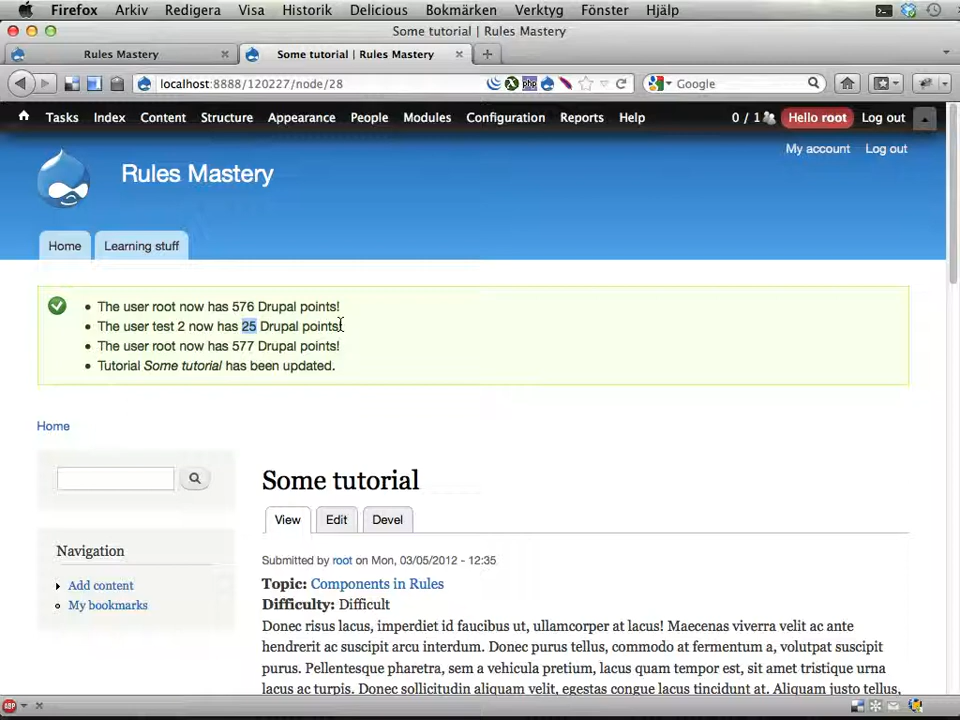 Firefox Arkiv Redigera Visa Historik Delicious Bokmärken Verktyg Fönster Hjälp
Some tutorial | Rules Mastery
Rules Mastery
Some tutorial | Rules Mastery
localhost:8888/120227/node/28
php
Google
Tasks Index Content Structure Appearance People Modules Configuration Reports Help 0 / 1 Hello root Log out
My account Log out
Rules Mastery
Home Learning stuff
The user root now has 576 Drupal points!
The user test 2 now has 25 Drupal points!
The user root now has 577 Drupal points!
Tutorial Some tutorial has been updated.
Home
Some tutorial
View Edit Devel
Navigation
Add content
My bookmarks
Submitted by root on Mon, 03/05/2012 - 12:35
Topic: Components in Rules
Difficulty: Difficult
Donec risus lacus, imperdiet id faucibus ut, ullamcorper at lacus! Maecenas viverra velit ac ante
hendrerit ac suscipit arcu interdum. Donec purus tellus, commodo at fermentum a, volutpat suscipit
purus. Pellentesque pharetra, sem a vehicula pretium, lacus quam tempor est, sit amet tristique urna
lacus ac turpis. Donec sollicitudin aliquam velit, egestas congue lacus tincidunt at. Aliquam justo tellus,
ABP